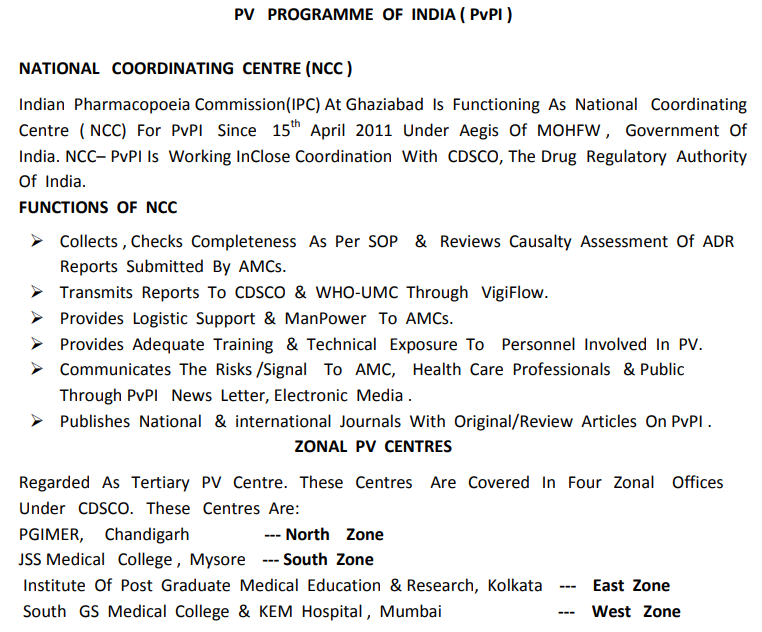 PV PROGRAMME OF INDIA ( PvPI )
NATIONAL COORDINATING CENTRE (NCC )
Indian Pharmacopoeia Commission(IPC) At Ghaziabad Is Functioning As National Coordinating
Centre ( NCC) For PvPI Since 15th April 2011 Under Aegis Of MOHFW , Government Of
India. NCC– PvPI Is Working InClose Coordination With CDSCO, The Drug Regulatory Authority
Of India.
FUNCTIONS OF NCC
➢ Collects , Checks Completeness As Per SOP & Reviews Causalty Assessment Of ADR
Reports Submitted By AMCs.
➢ Transmits Reports To CDSCO & WHO-UMC Through VigiFlow.
➢ Provides Logistic Support & ManPower To AMCs.
➢ Provides Adequate Training & Technical Exposure To Personnel Involved In PV.
➢ Communicates The Risks /Signal To AMC, Health Care Professionals & Public
Through PvPI News Letter, Electronic Media .
➢ Publishes National & international Journals With Original/Review Articles On PvPI .
ZONAL PV CENTRES
Regarded As Tertiary PV Centre. These Centres Are Covered In Four Zonal Offices
Under CDSCO. These Centres Are:
PGIMER, Chandigarh --- North Zone
JSS Medical College , Mysore --- South Zone
Institute Of Post Graduate Medical Education & Research, Kolkata --- East Zone
South GS Medical College & KEM Hospital , Mumbai --- West Zone